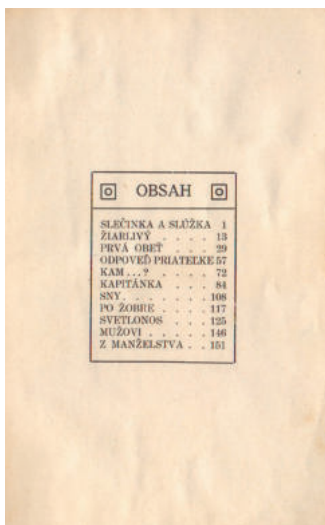 OBSAH
SLEČINKA A SLÚŽKA 1
ŽIARLIVÝ . . . . 13
PRVÁ OBEŤ . . . 29
ODPOVEĎ PRIATEĽKE 57
KAM...? . . . . 72
KAPITÁNKA . . . 84
SNY . . . . . . 108
PO ŽOBRE . . . . 117
SVETLONOS . . . 125
MUŽOVI . . . . . 146
Z MANŽELSTVA . . 151